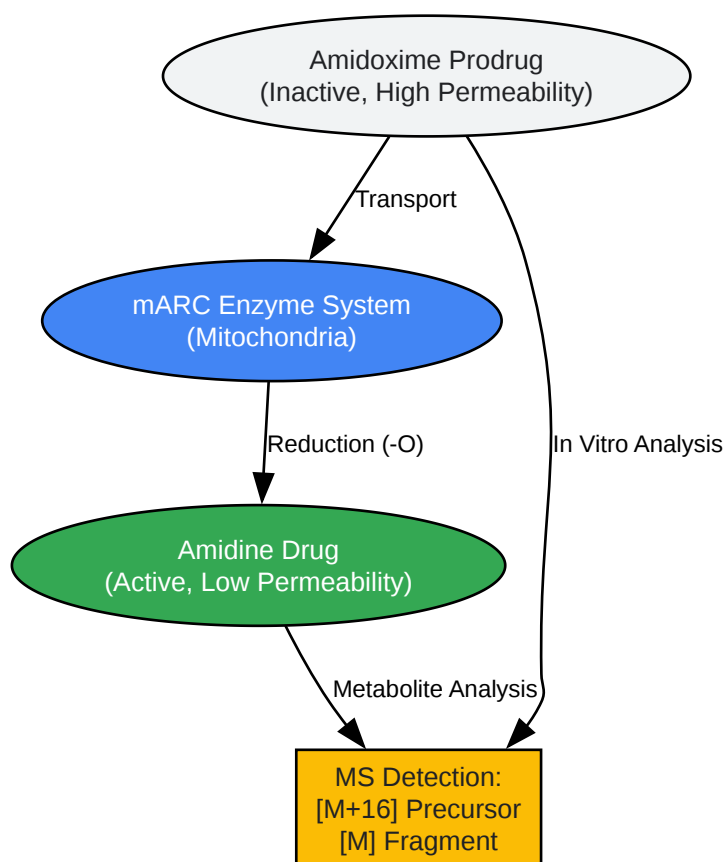 Amidoxime Prodrug
(Inactive, High Permeability)
Transport
mARC Enzyme System
(Mitochondria)
Reduction (-O)
In Vitro Analysis
Amidine Drug
(Active, Low Permeability)
Metabolite Analysis
MS Detection:
[M+16] Precursor
[M] Fragment